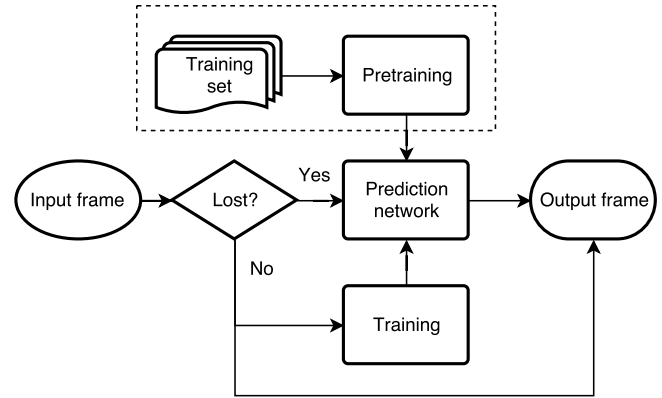 Training
set
Pretraining
Input frame
Lost?
Yes
Prediction
network
Output frame
No
Training